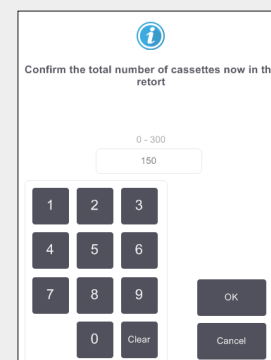 i
Confirm the total number of cassettes now in th
retort
0 - 300
150
1 2 3
4 5 6
7 8 9
0 Clear
OK
Cancel